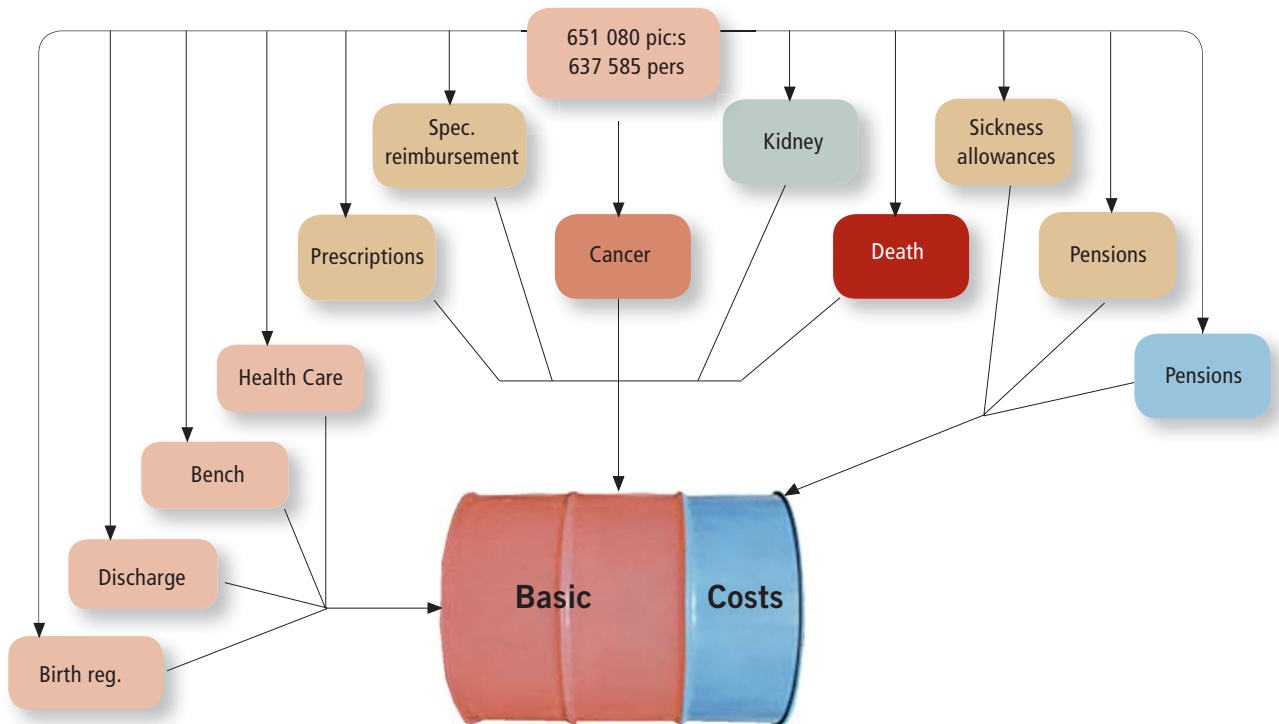 651 080 pic:s
637 585 pers
Spec.
reimbursement
Kidney
Sickness
allowances
Prescriptions
Cancer
Death
Pensions
Health Care
Pensions
Bench
Discharge
Basic
Costs
Birth reg.